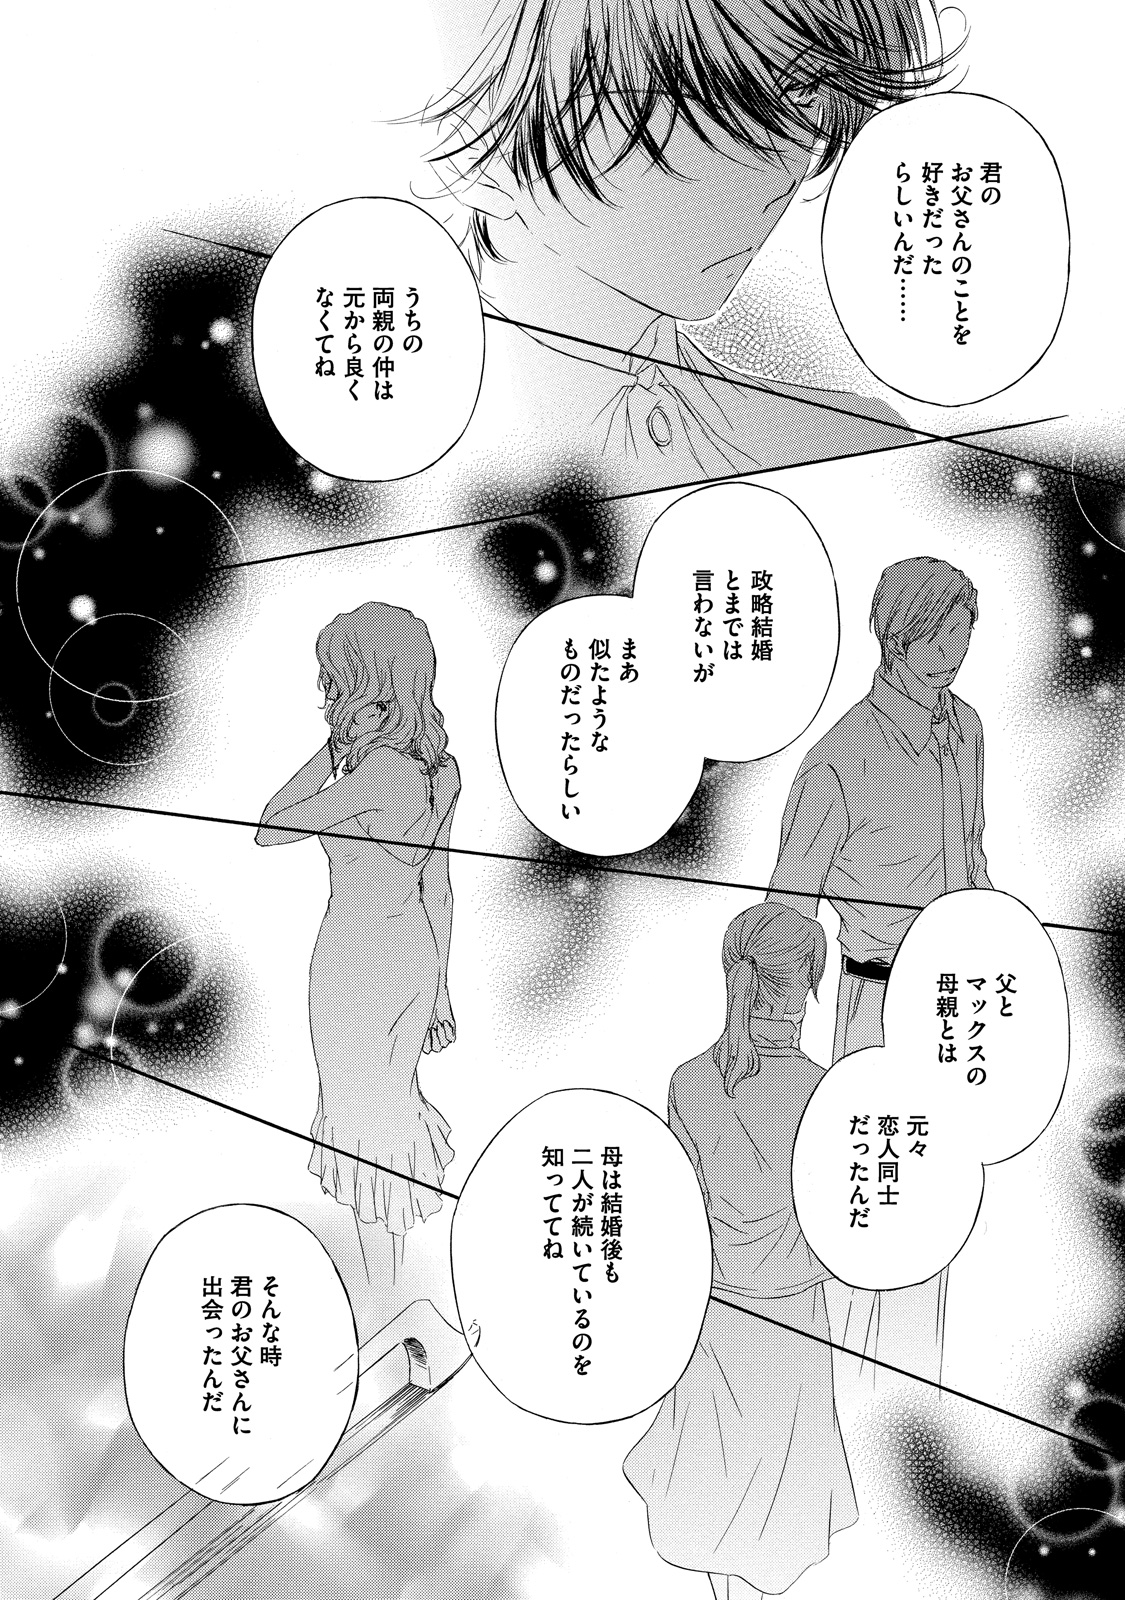 君の
お父さんのことを
好きだった
らしいんだ……
うちの
両親の仲は
元から良く
なくてね
政略結婚
とまでは
言わないが
まあ
似たような
ものだったらしい
父と
マックスの
母親とは
元々
恋人同士
だったんだ
母は結婚後も
二人が続いているのを
知っててね
そんな時
君のお父さんに
出会ったんだ